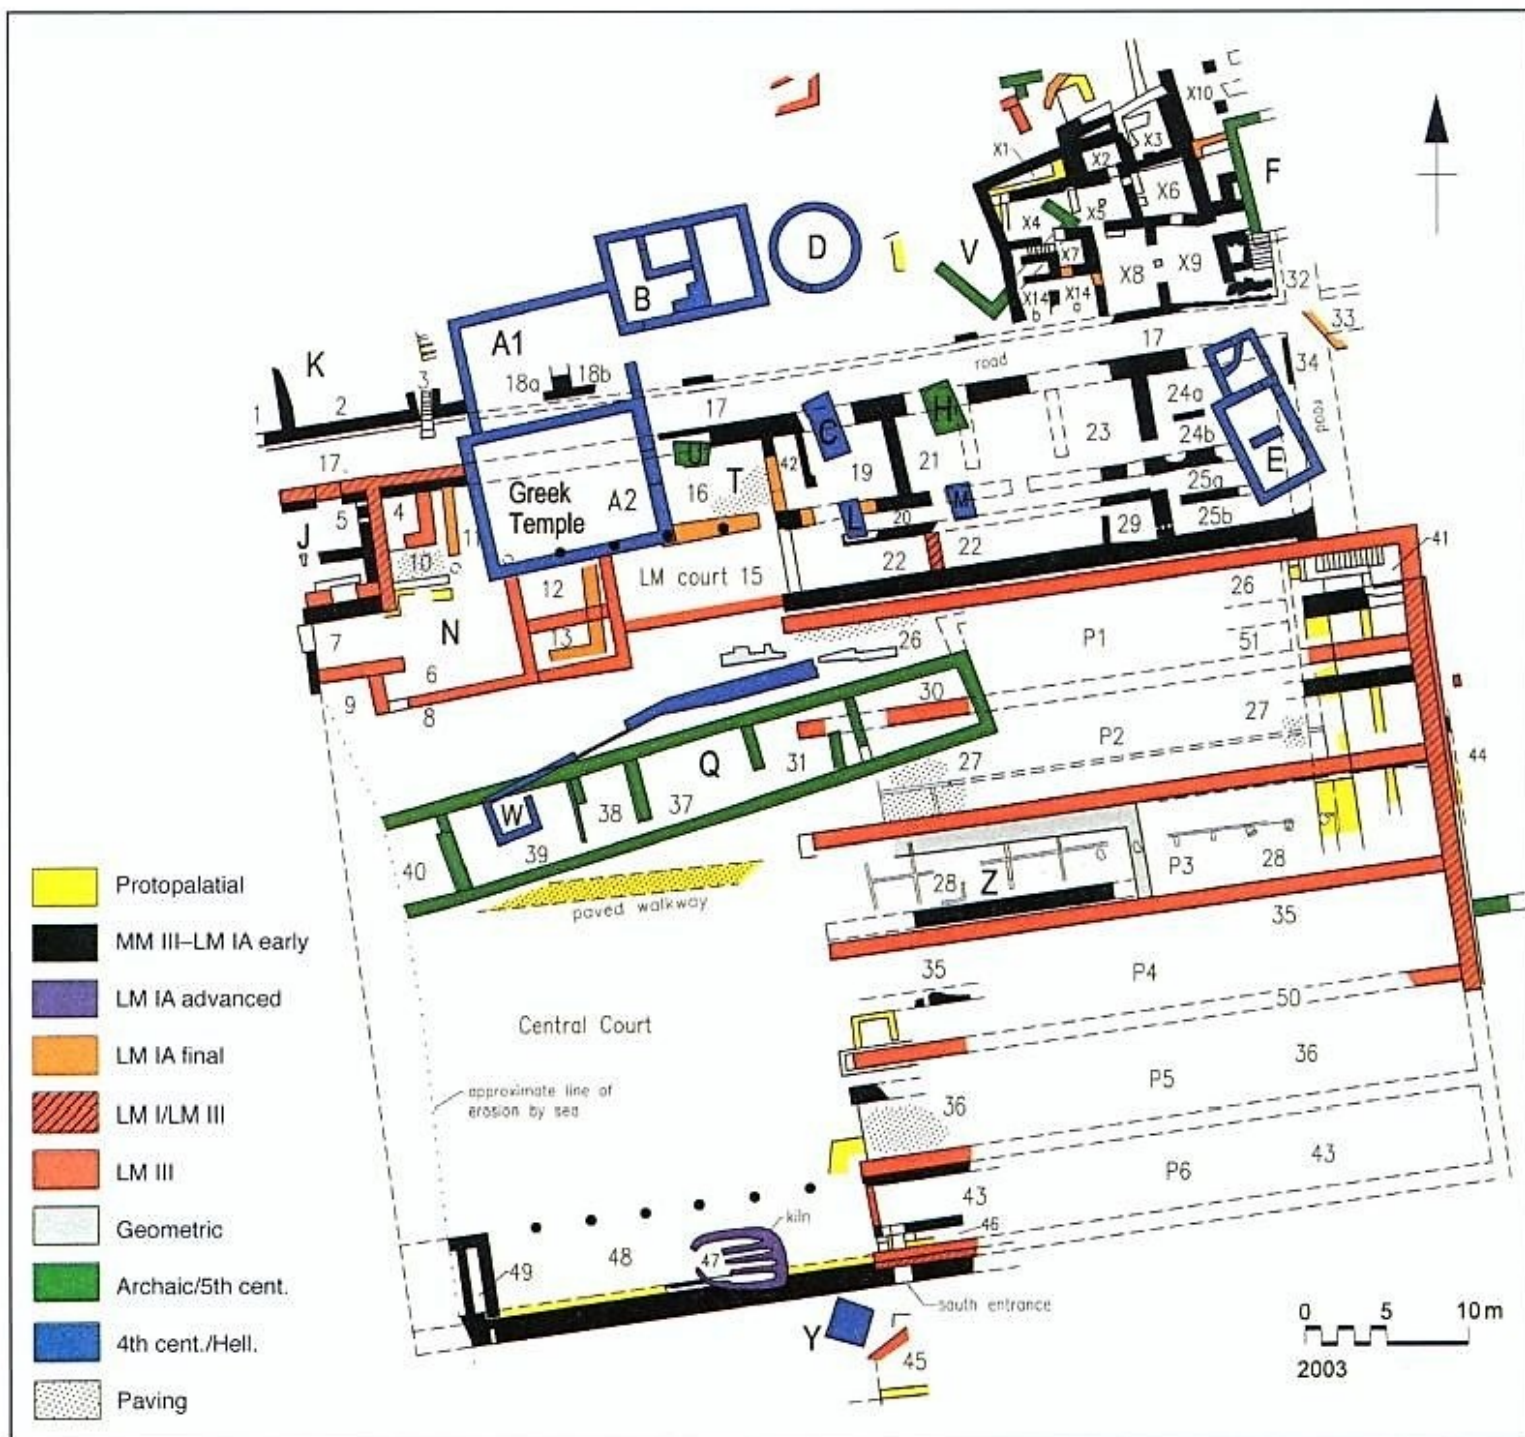 X10
X1
X3
X2
F
X6
X4
X5
V
D
X7
B
X8
X9
X14
b
X14
a
32
33
A1
K
road
17
34
3
18a
18b
24a
1
2
17
C
H
road
23
24b
U
42
19
21
E
17
Greek
Temple
A2
16
T
25a
5
4
M
J
11
L
20
29
25b
10
22
22
41
12
LM court 15
26
7
N
13
26
P1
51
6
9
8
30
27
P2
Q
31
27
44
W
38
37
40
39
28
Z
P3
28
paved walkway
35
35
P4
50
Central Court
36
P5
approximate line of
erosion by sea
36
43
P6
43
kiln
46
49
48
47
south entrance
Y
45
Protopalatial
MM III–LM IA early
LM IA advanced
LM IA final
LM I/LM III
LM III
Geometric
Archaic/5th cent.
4th cent./Hell.
Paving
0 5 10 m
2003